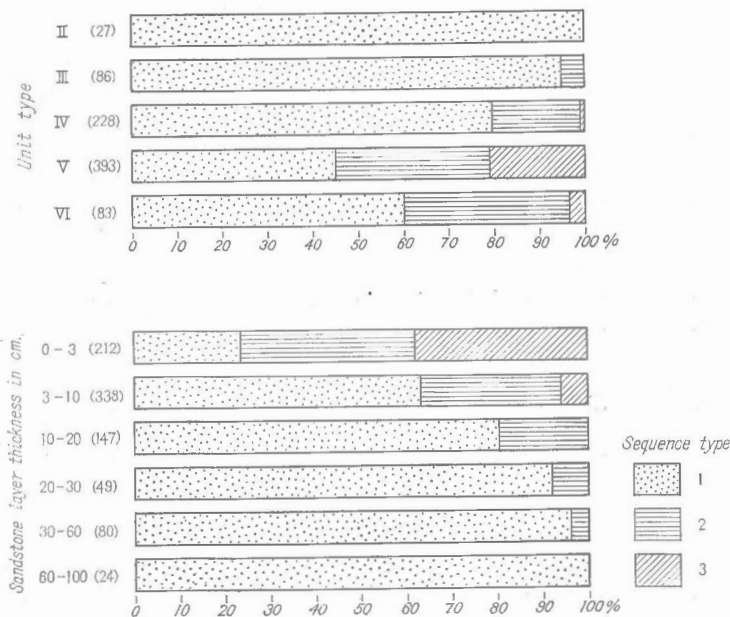 Unit type
II (27)
III (86)
IV (228)
V (393)
VI (83)
0 10 20 30 40 50 60 70 80 90 100 %
Sandstone layer thickness in cm.
0-3 (212)
3-10 (338)
10-20 (147)
20-30 (49)
30-60 (80)
60-100 (24)
0 10 20 30 40 50 60 70 80 90 100 %
Sequence type
1
2
3